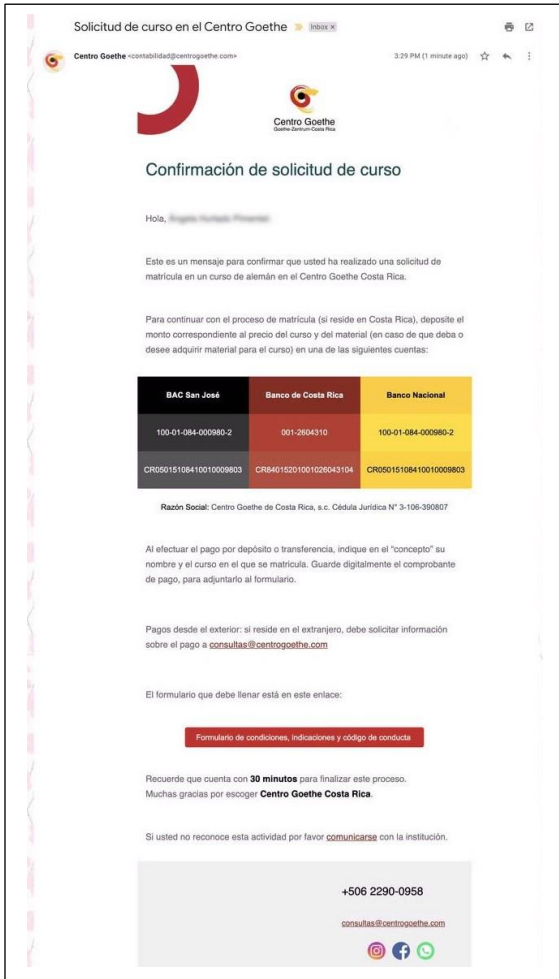 Solicitud de curso en el Centro Goethe
Inbox x
Centro Goethe <contabilidad@centrogoethe.com>
3:29 PM (1 minute ago)
Centro Goethe
Goethe-Zentrum-Costa Rica
Confirmación de solicitud de curso
Hola,
Este es un mensaje para confirmar que usted ha realizado una solicitud de
matrícula en un curso de alemán en el Centro Goethe Costa Rica.
Para continuar con el proceso de matrícula (si reside en Costa Rica), deposite el
monto correspondiente al precio del curso y del material (en caso de que deba o
desee adquirir material para el curso) en una de las siguientes cuentas:
BAC San José Banco de Costa Rica Banco Nacional
100-01-084-000980-2 001-2604310 100-01-084-000980-2
CR05015108410010009803 CR84015201001026043104 CR05015108410010009803
Razón Social: Centro Goethe de Costa Rica, s.c. Cédula Jurídica N° 3-106-390807
Al efectuar el pago por depósito o transferencia, indique en el “concepto” su
nombre y el curso en el que se matricula. Guarde digitalmente el comprobante
de pago, para adjuntarlo al formulario.
Pagos desde el exterior: si reside en el extranjero, debe solicitar información
sobre el pago a consultas@centrogoethe.com
El formulario que debe llenar está en este enlace:
Formulario de condiciones, indicaciones y código de conducta
Recuerde que cuenta con 30 minutos para finalizar este proceso.
Muchas gracias por escoger Centro Goethe Costa Rica.
Si usted no reconoce esta actividad por favor comunicarse con la institución.
+506 2290-0958
consultas@centrogoethe.com